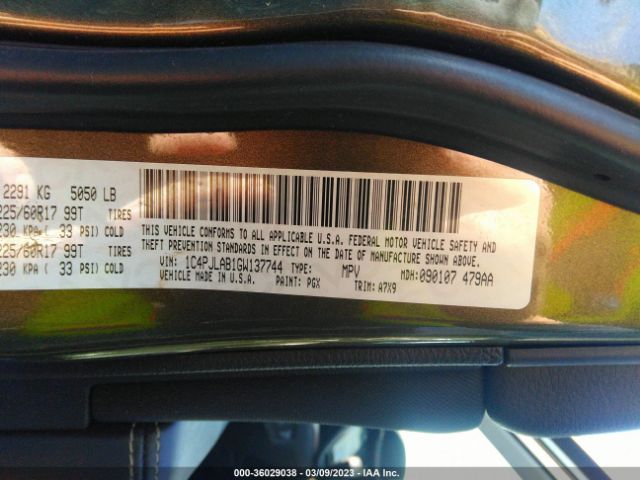 2291 KG 5050 LB
225/60R17 99T TIRES
230 KPA ( 33 PSI) COLD
225/60R17 99T TIRES
230 KPA ( 33 PSI) COLD
THIS VEHICLE CONFORMS TO ALL APPLICABLE U.S.A. FEDERAL MOTOR VEHICLE SAFETY AND
THEFT PREVENTION STANDARDS IN EFFECT ON THE DATE OF MANUFACTURE SHOWN ABOVE.
VIN: 1C4PJLAB1GW137744 TYPE: MPV MDH: 090107 479AA
MADE IN U.S.A. PAINT: PGX TRIM: A7X9
000-36029038 - 03/09/2023 - IAA Inc.